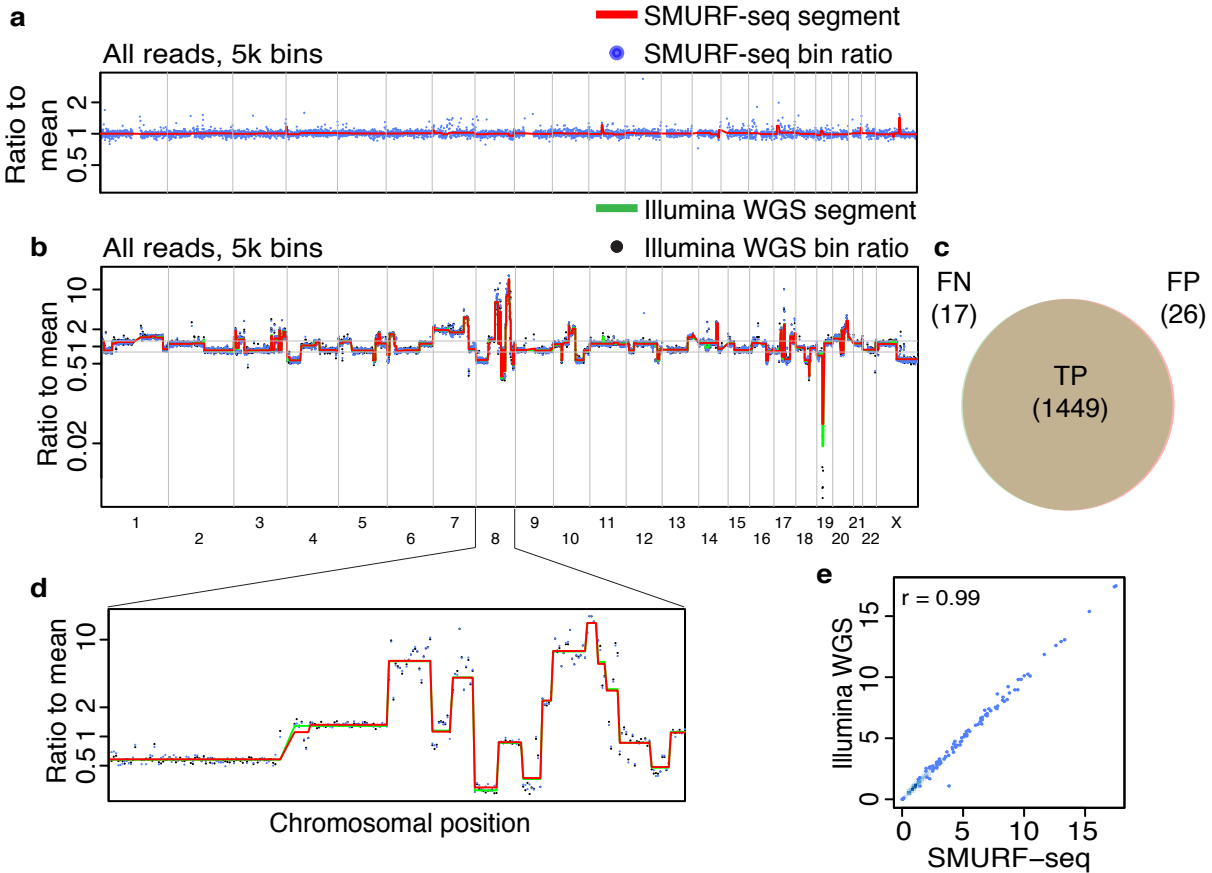 a
SMURF-seq segment
All reads, 5k bins
SMURF-seq bin ratio
Ratio to
mean
2
1
0.5
Illumina WGS segment
b
All reads, 5k bins
Illumina WGS bin ratio
Ratio to mean
10
2
1
0.5
0.02
1 3 5 7 9 11 13 15 17 19 21 X
2 4 6 8 10 12 14 16 18 20 22
c
FN
(17)
FP
(26)
TP
(1449)
d
Ratio to mean
10
2
1
0.5
Chromosomal position
e
r = 0.99
Illumina WGS
15
10
5
0
0 5 10 15
SMURF−seq